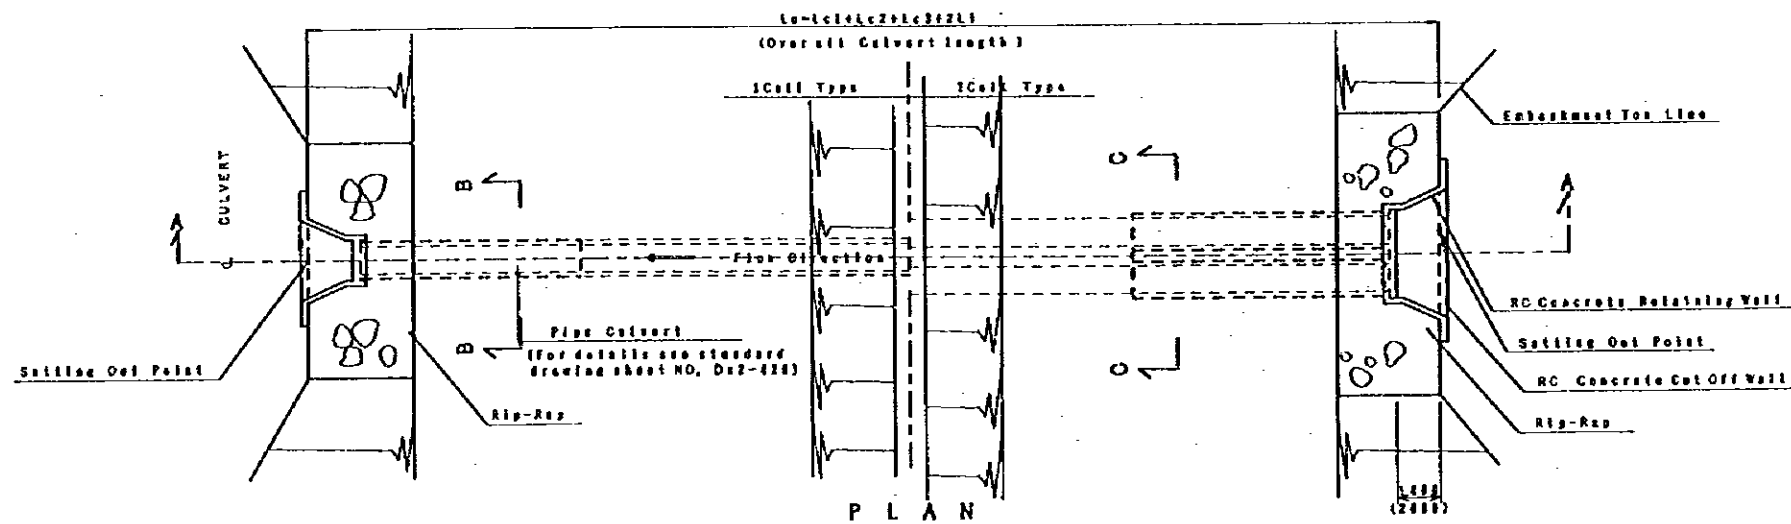 (Overall Culvert length)
1Cell Type
2Cell Type
Embankment Toe Line
CULVERT
A
B
C
A
Flow Direction
Pipe Culvert
(For details see standard
drawing sheet NO.
B
C
RC Concrete Retaining Wall
Setting Out Point
Setting Out Point
RC Concrete Cut Off Wall
Rip-Rap
Rip-Rap
PLAN